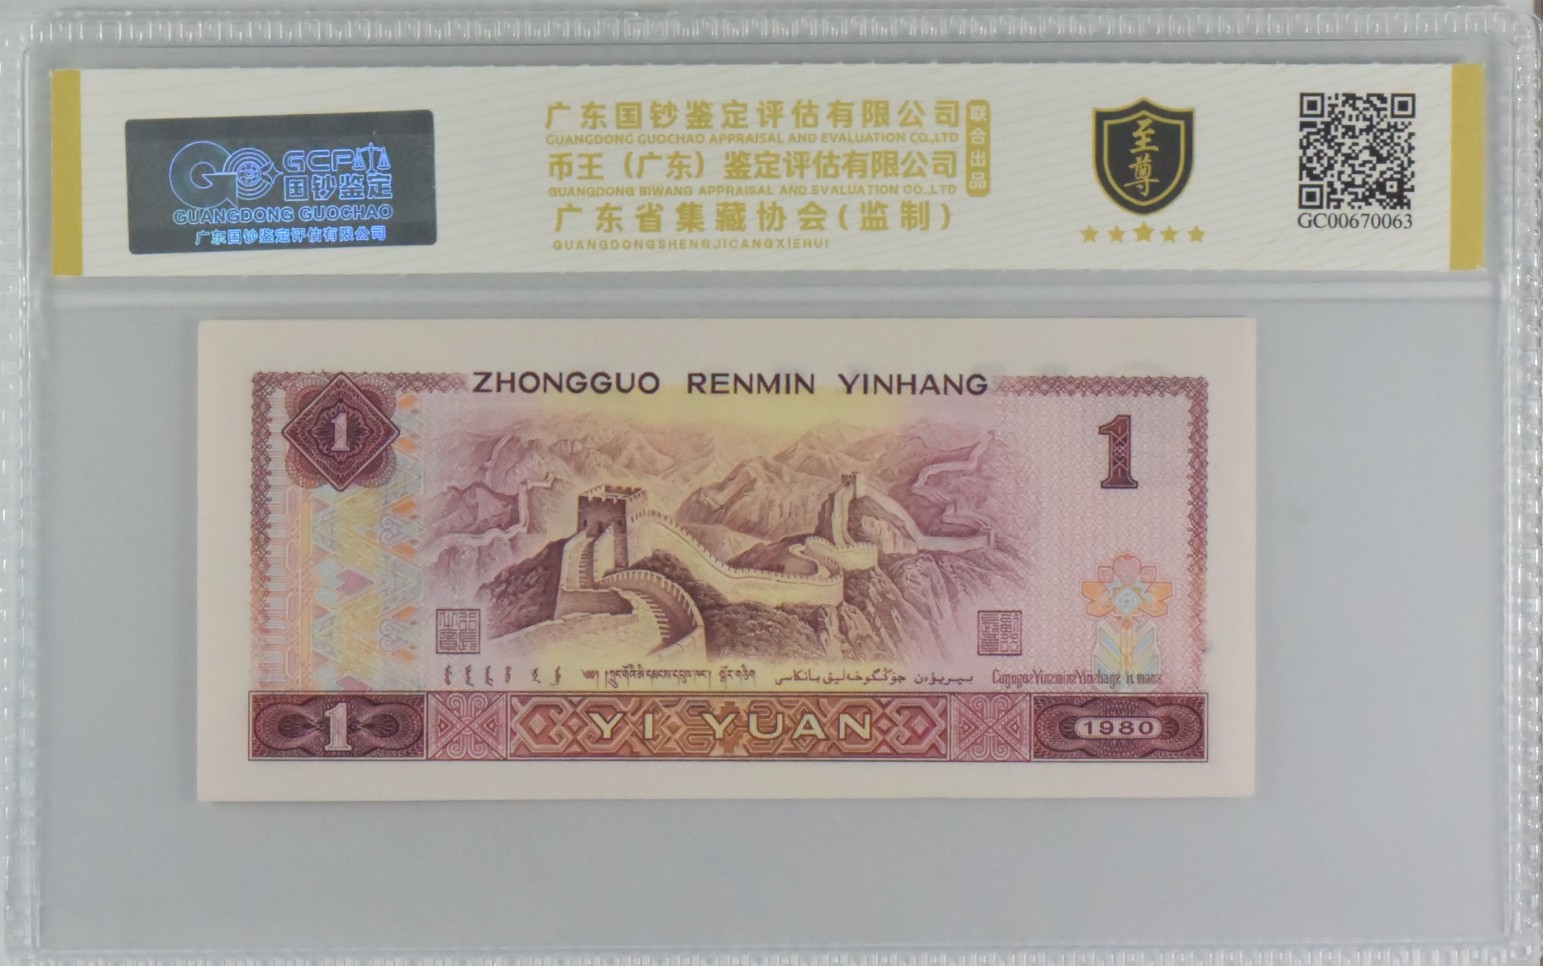 GCP
国钞鉴定
GUANGDONG GUOCHAO
广东国钞鉴定评估有限公司
广东国钞鉴定评估有限公司
GUANGDONG GUOCHAO APPRAISAL AND EVALUATION CO.,LTD
币王（广东）鉴定评估有限公司
GUANGDONG BIWANG APPRAISAL AND EVALUATION CO.,LTD
联合出品
广东省集藏协会(监制)
GUANGDONGSHENGJICANGXIEHUI
至尊
GC00670063
ZHONGGUO RENMIN YINHANG
1
1
1
YI YUAN
1980